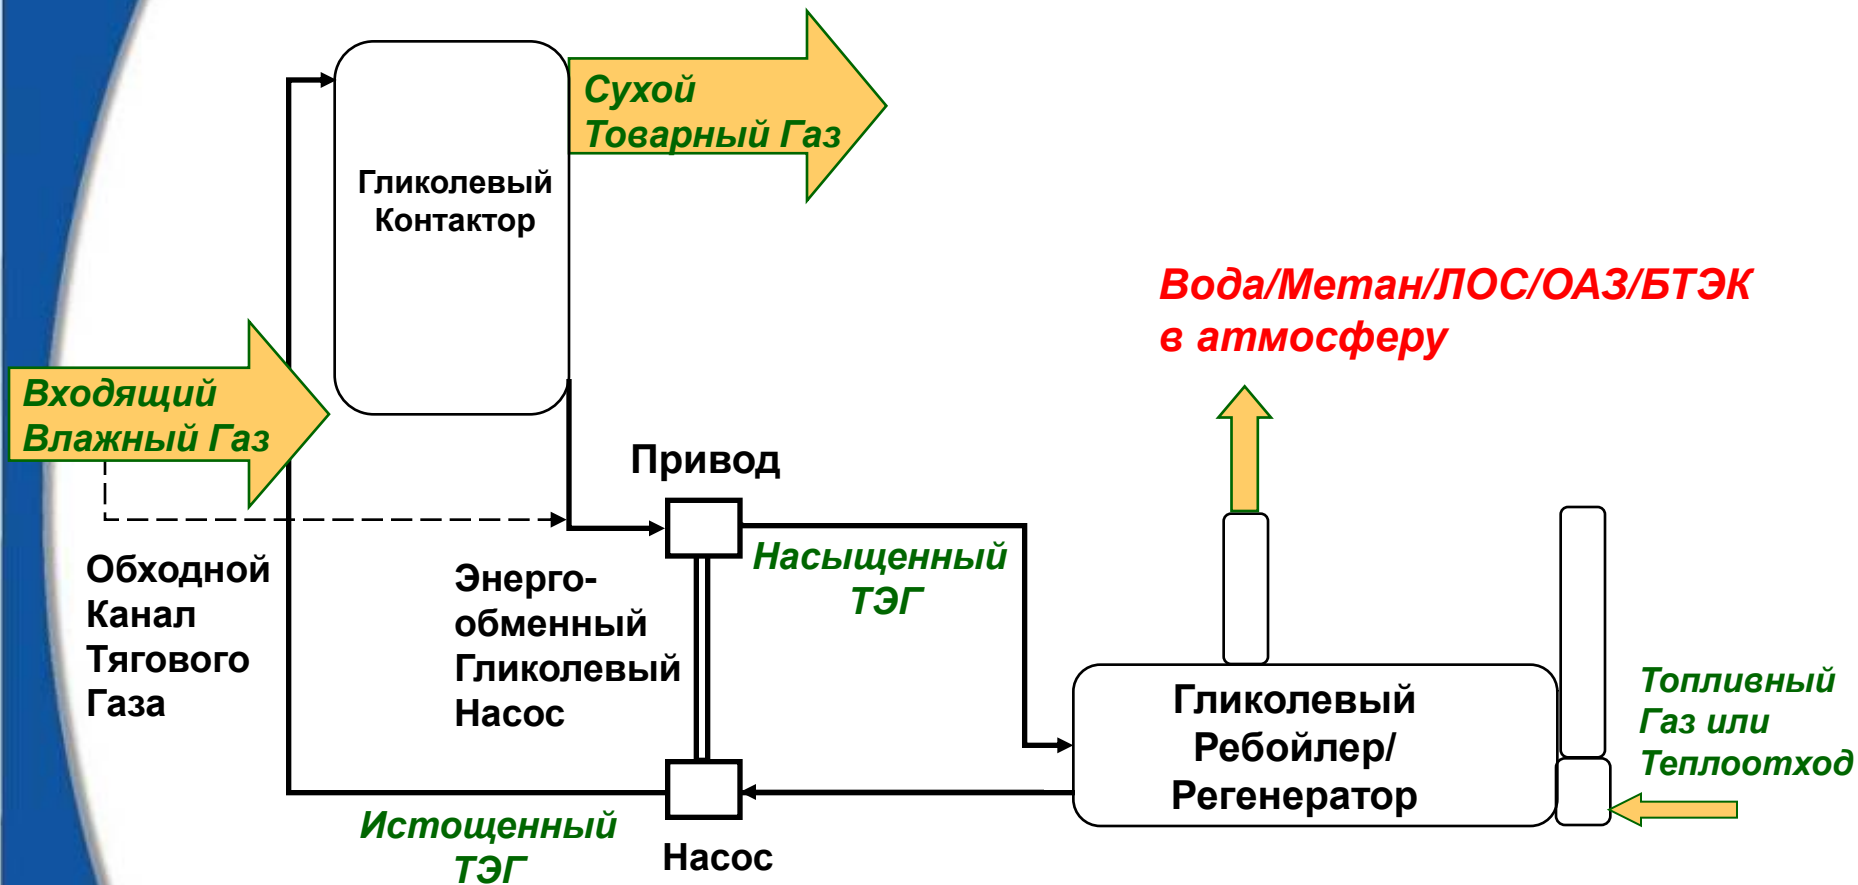 Сухой
Товарный Газ
Гликолевый
Контактор
Вода/Метан/ЛОС/ОАЗ/БТЭК
в атмосферу
Входящий
Влажный Газ
Привод
Обходной
Канал
Тягового
Газа
Энерго-
обменный
Гликолевый
Насос
Насыщенный
ТЭГ
Гликолевый
Ребойлер/
Регенератор
Топливный
Газ или
Теплоотход
Истощенный
ТЭГ
Насос